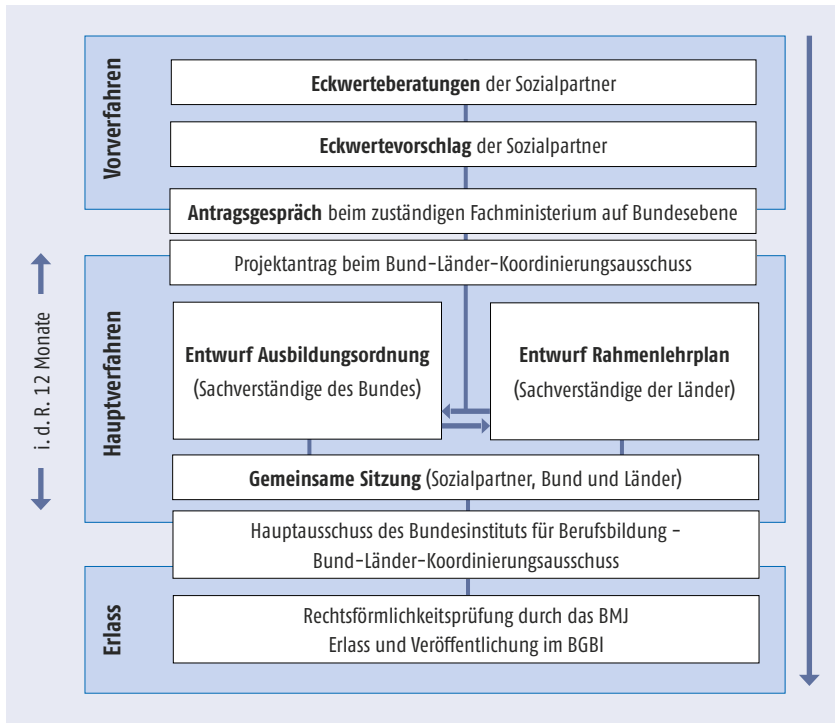 Vorverfahren
Eckwerteberatungen der Sozialpartner
Eckwertevorschlag der Sozialpartner
Antragsgespräch beim zuständigen Fachministerium auf Bundesebene
Hauptverfahren
i. d. R. 12 Monate
Projektantrag beim Bund-Länder-Koordinierungsausschuss
Entwurf Ausbildungsordnung
(Sachverständige des Bundes)
Entwurf Rahmenlehrplan
(Sachverständige der Länder)
Gemeinsame Sitzung (Sozialpartner, Bund und Länder)
Hauptausschuss des Bundesinstituts für Berufsbildung –
Bund-Länder-Koordinierungsausschuss
Erlass
Rechtsförmlichkeitsprüfung durch das BMJ
Erlass und Veröffentlichung im BGBl